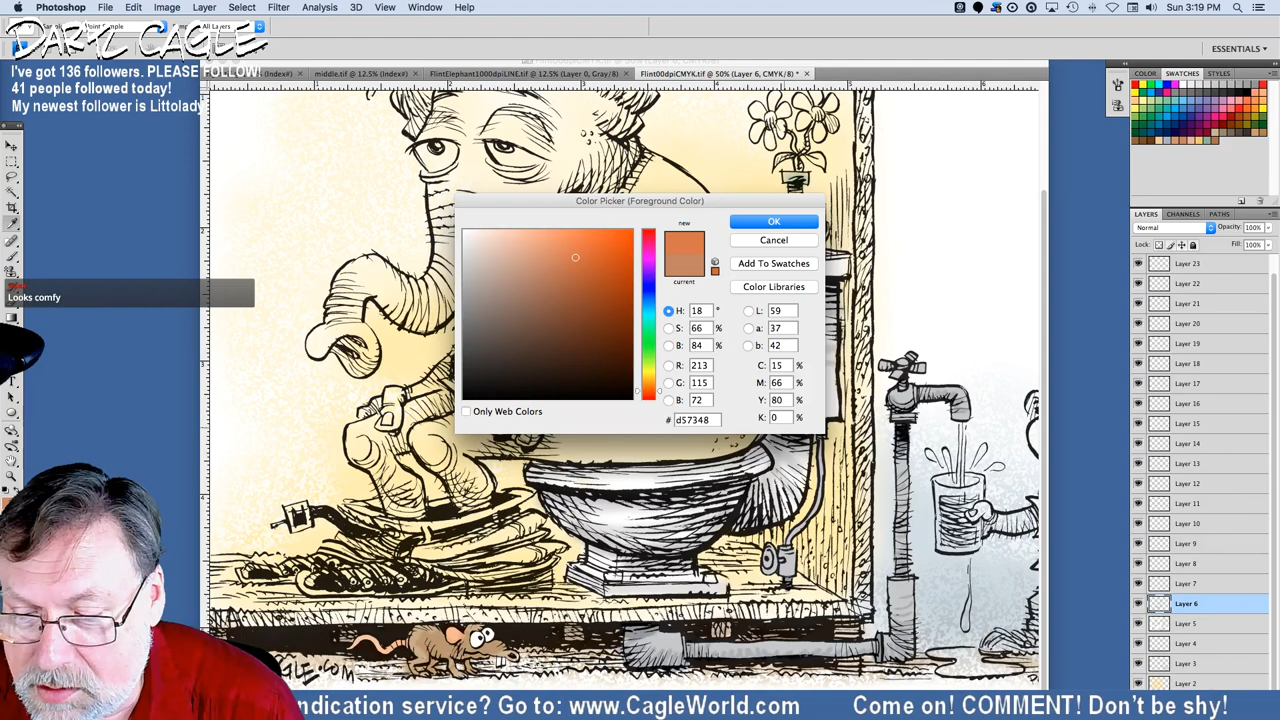 Photoshop File Edit Image Layer Select Filter Analysis 3D View Window Help
Sun 3:19 PM
Point Sample
All Layers
DARYL CAGLE
ESSENTIALS
I've got 136 followers. PLEASE FOLLOW!
41 people followed today!
My newest follower is Littolady
(Index#)
middle.tif @ 12.5% (Index#)
FlintElephant1000dpiLINE.tif @ 12.5% (Layer 0, Gray/8)
Flint00dpiCMYK.tif @ 50% (Layer 6, CMYK/8) *
COLOR SWATCHES STYLES
Color Picker (Foreground Color)
new
current
OK
Cancel
Add To Swatches
Color Libraries
H: 18 °
S: 66 %
B: 84 %
R: 213
G: 115
B: 72
# d57348
L: 59
a: 37
b: 42
C: 15 %
M: 66 %
Y: 80 %
K: 0 %
Only Web Colors
Looks comfy
LAYERS CHANNELS PATHS
Normal Opacity: 100%
Lock: Fill: 100%
Layer 23
Layer 22
Layer 21
Layer 20
Layer 19
Layer 18
Layer 17
Layer 16
Layer 15
Layer 14
Layer 13
Layer 12
Layer 11
Layer 10
Layer 9
Layer 8
Layer 7
Layer 6
Layer 5
Layer 4
Layer 3
Layer 2
AGLE.COM
ndication service? Go to: www.CagleWorld.com Come on! COMMENT! Don't be shy!